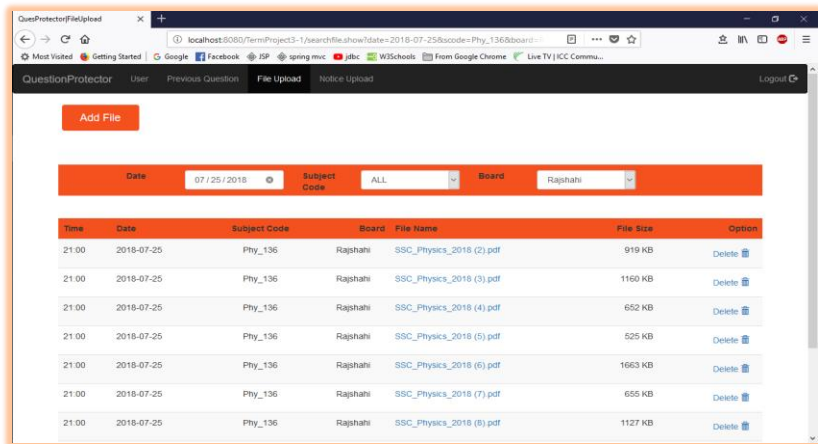 QuesProtector|FileUpload
localhost:8080/TermProject3-1/searchfile.show?date=2018-07-25&scode=Phy_136&board=
Most Visited Getting Started Google Facebook JSP spring mvc jdbc W3Schools From Google Chrome Live TV | ICC Commu...
QuestionProtector User Previous Question File Upload Notice Upload Logout
Add File
Date 07 / 25 / 2018 Subject Code ALL Board Rajshahi
Time Date Subject Code Board File Name File Size Option
21:00 2018-07-25 Phy_136 Rajshahi SSC_Physics_2018 (2).pdf 919 KB Delete
21:00 2018-07-25 Phy_136 Rajshahi SSC_Physics_2018 (3).pdf 1160 KB Delete
21:00 2018-07-25 Phy_136 Rajshahi SSC_Physics_2018 (4).pdf 652 KB Delete
21:00 2018-07-25 Phy_136 Rajshahi SSC_Physics_2018 (5).pdf 525 KB Delete
21:00 2018-07-25 Phy_136 Rajshahi SSC_Physics_2018 (6).pdf 1663 KB Delete
21:00 2018-07-25 Phy_136 Rajshahi SSC_Physics_2018 (7).pdf 655 KB Delete
21:00 2018-07-25 Phy_136 Rajshahi SSC_Physics_2018 (8).pdf 1127 KB Delete